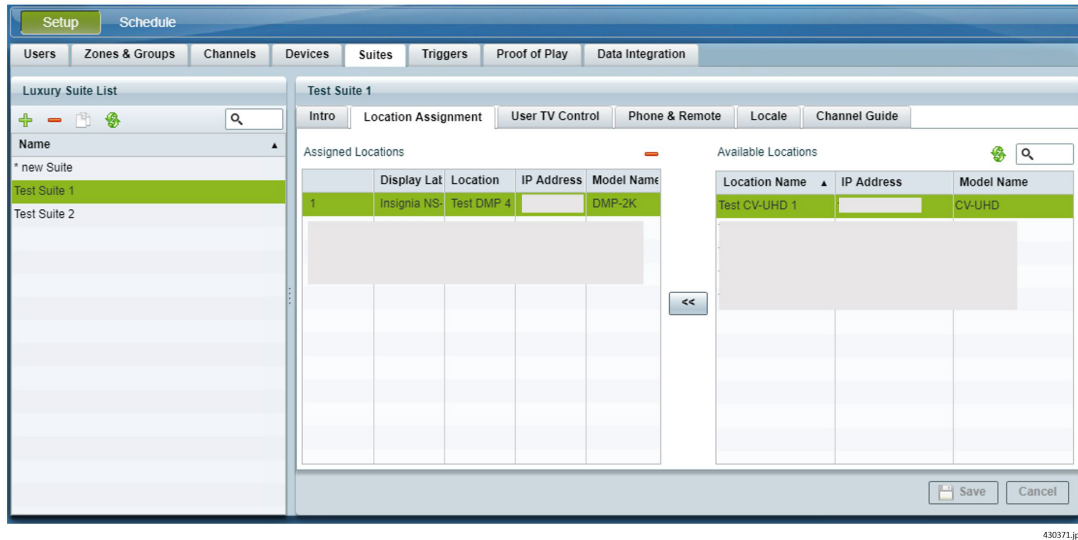 Setup Schedule
Users Zones & Groups Channels Devices Suites Triggers Proof of Play Data Integration
Luxury Suite List
Name
* new Suite
Test Suite 1
Test Suite 2
Test Suite 1
Intro Location Assignment User TV Control Phone & Remote Locale Channel Guide
Assigned Locations
Display Lab Location IP Address Model Name
1 Insignia NS- Test DMP 4 DMP-2K
<<
Available Locations
Location Name IP Address Model Name
Test CV-UHD 1 CV-UHD
Save Cancel
430371.jp